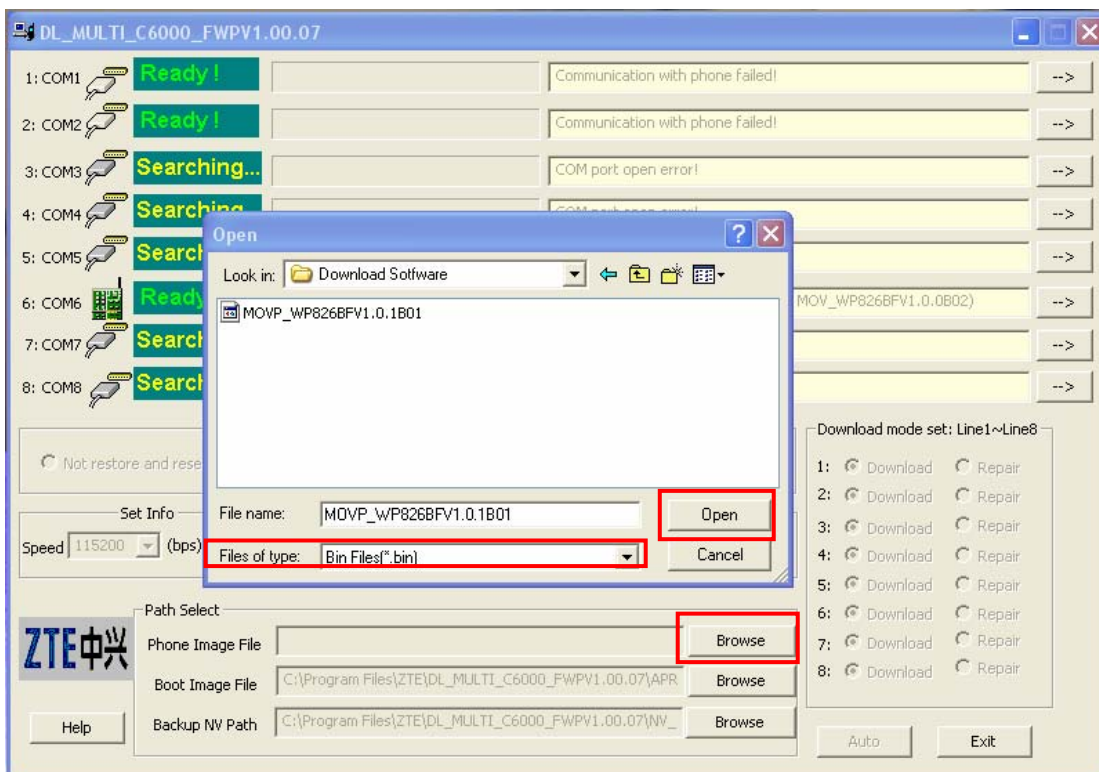 DL_MULTI_C6000_FWPV1.00.07
1: COM1 Ready ! Communication with phone failed! -->
2: COM2 Ready ! Communication with phone failed! -->
3: COM3 Searching... COM port open error! -->
4: COM4 Searching... COM port open error! -->
5: COM5 Search -->
6: COM6 Ready MOV_WP826BFV1.0.0B02) -->
7: COM7 Search -->
8: COM8 Search -->
Open
Look in: Download Sotfware
MOVP_WP826BFV1.0.1B01
File name: MOVP_WP826BFV1.0.1B01 Open
Files of type: Bin Files(*.bin) Cancel
Not restore and rese
Set Info
Speed 115200 (bps)
Download mode set: Line1~Line8
1: Download Repair
2: Download Repair
3: Download Repair
4: Download Repair
5: Download Repair
6: Download Repair
7: Download Repair
8: Download Repair
ZTE中兴
Path Select
Phone Image File Browse
Boot Image File C:\Program Files\ZTE\DL_MULTI_C6000_FWPV1.00.07\APR Browse
Backup NV Path C:\Program Files\ZTE\DL_MULTI_C6000_FWPV1.00.07\NV_ Browse
Help
Auto Exit